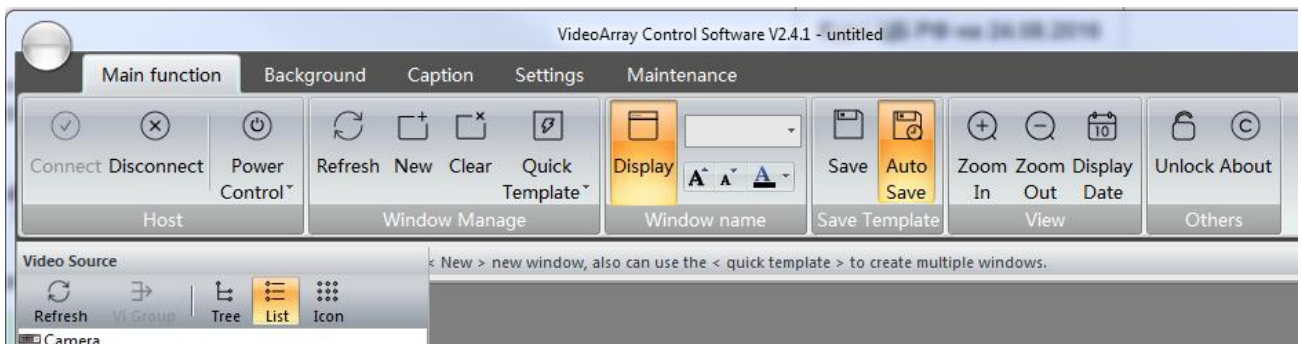 VideoArray Control Software V2.4.1 - untitled
Main function Background Caption Settings Maintenance
Connect Disconnect Power Control
Refresh New Clear Quick Template
Display
A A A
Save Auto Save
10
Zoom In Zoom Out Display Date
Unlock About
Host Window Manage Window name Save Template View Others
Video Source
< New > new window, also can use the < quick template > to create multiple windows.
Refresh Vi Group Tree List Icon
Camera